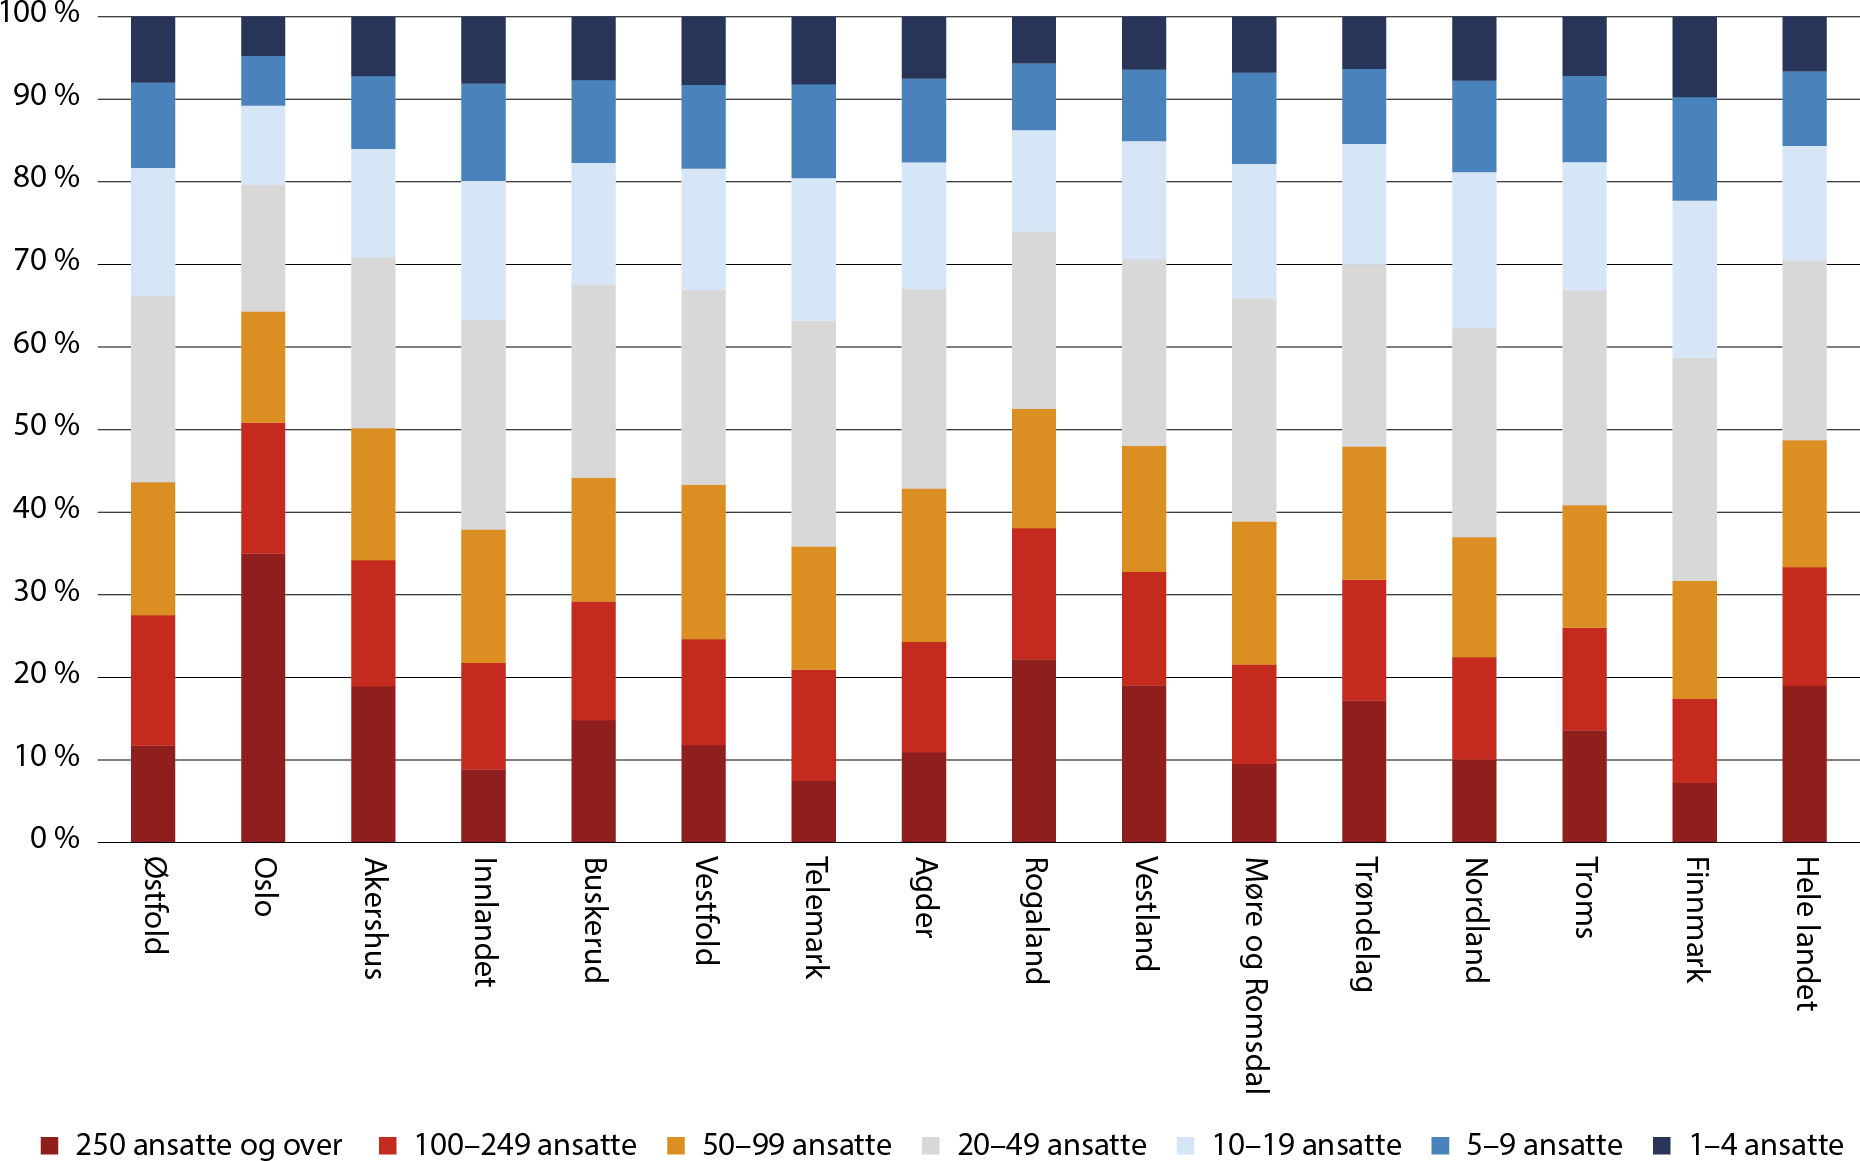 100 %
90 %
80 %
70 %
60 %
50 %
40 %
30 %
20 %
10 %
0 %
Østfold
Oslo
Akershus
Innlandet
Buskerud
Vestfold
Telemark
Agder
Rogaland
Vestland
Møre og Romsdal
Trøndelag
Nordland
Troms
Finnmark
Hele landet
250 ansatte og over
100–249 ansatte
50–99 ansatte
20–49 ansatte
10–19 ansatte
5–9 ansatte
1–4 ansatte